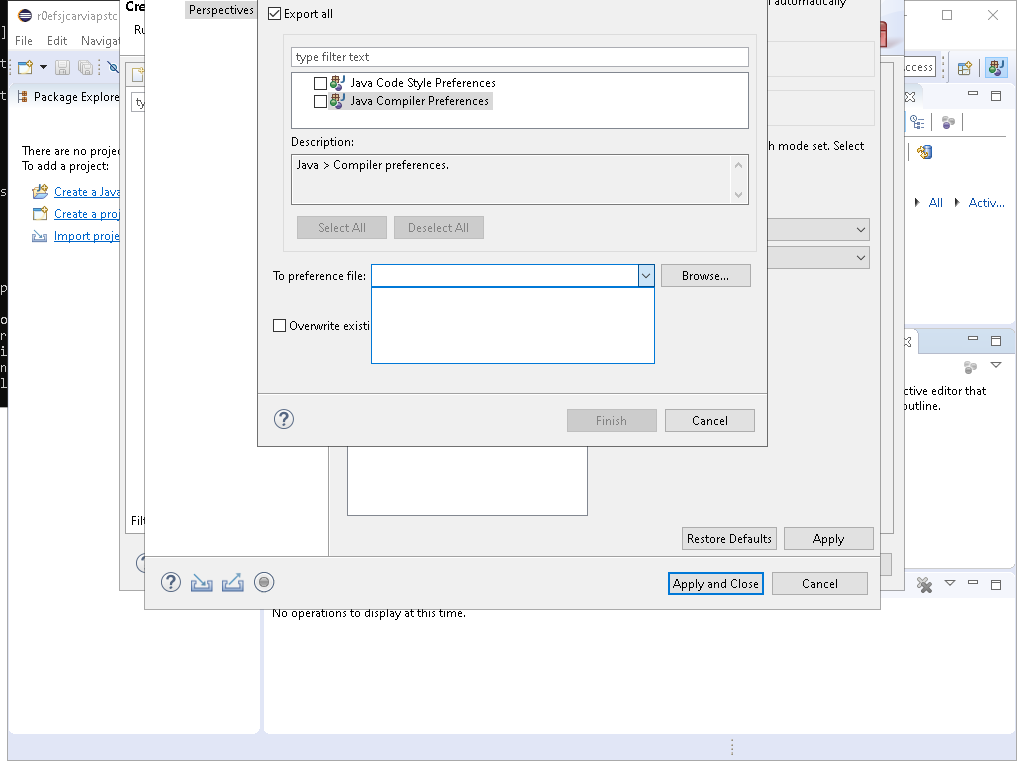 r0efsjcarviapstc
File Edit Navigat
Package Explore
There are no projec
To add a project:
Create a Java
Create a proj
Import proje
Cre
Ru
ty
Filt
Perspectives
Export all
type filter text
Java Code Style Preferences
Java Compiler Preferences
Description:
Java > Compiler preferences.
Select All Deselect All
To preference file: Browse...
Overwrite existi
Finish Cancel
automatically
h mode set. Select
ccess
All Activ...
ctive editor that
outline.
Restore Defaults Apply
Apply and Close Cancel
No operations to display at this time.